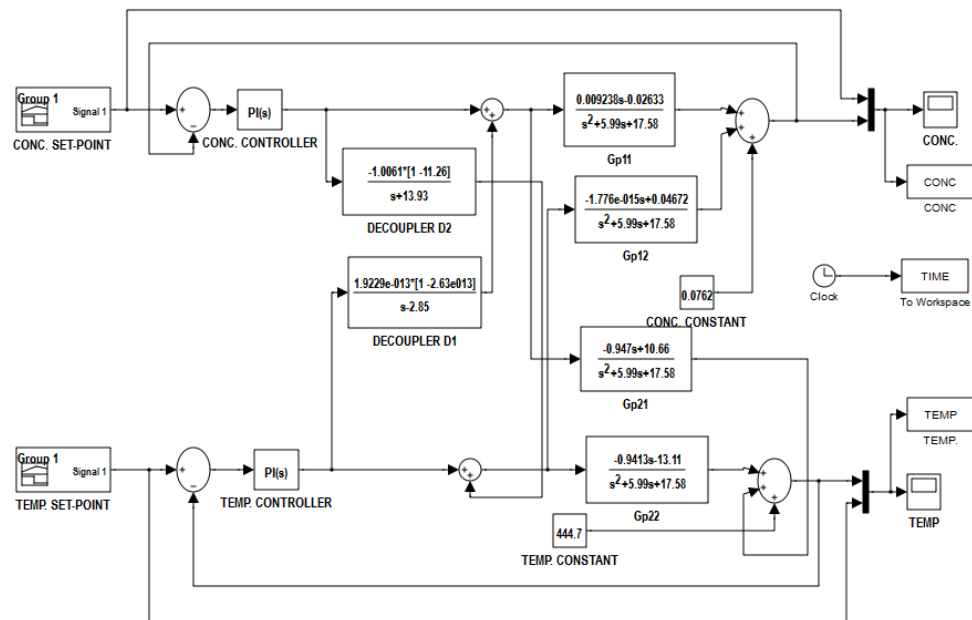 Group 1
Signal 1
CONC. SET-POINT
+
−
PI(s)
CONC. CONTROLLER
+
+
0.009238s-0.02633
s2+5.99s+17.58
Gp11
+
+
+
CONC.
CONC
CONC
-1.0061*[1 -11.26]
s+13.93
DECOUPLER D2
-1.776e-015s+0.04672
s2+5.99s+17.58
Gp12
1.9229e-013*[1 -2.63e013]
s-2.85
DECOUPLER D1
0.0762
CONC. CONSTANT
Clock
TIME
To Workspace
-0.947s+10.66
s2+5.99s+17.58
Gp21
TEMP
TEMP.
Group 1
Signal 1
TEMP. SET-POINT
+
−
PI(s)
TEMP. CONTROLLER
+
+
-0.9413s-13.11
s2+5.99s+17.58
Gp22
+
+
+
TEMP
444.7
TEMP. CONSTANT